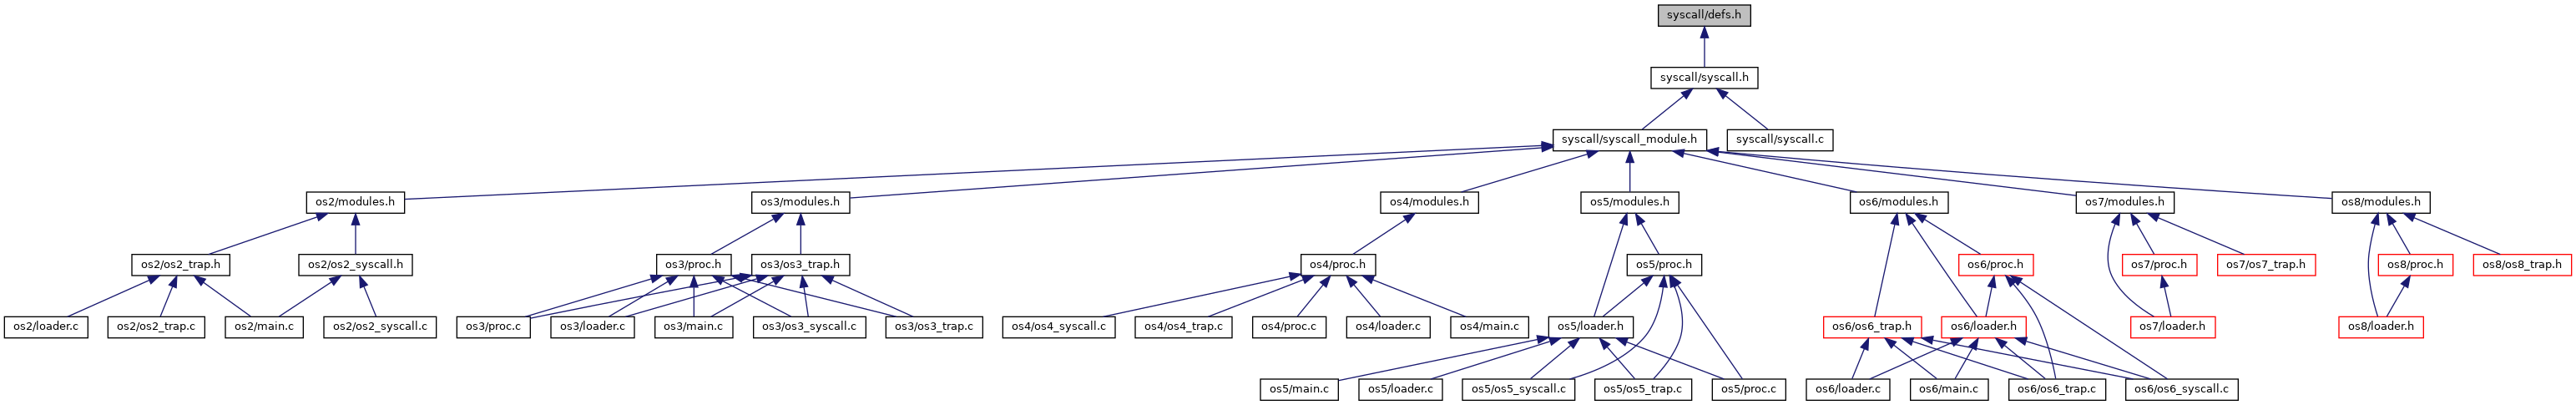 syscall/defs.h
syscall/syscall.h
syscall/syscall_module.h
syscall/syscall.c
os2/modules.h
os3/modules.h
os4/modules.h
os5/modules.h
os6/modules.h
os7/modules.h
os8/modules.h
os2/os2_trap.h
os2/os2_syscall.h
os3/proc.h
os3/os3_trap.h
os4/proc.h
os5/proc.h
os6/proc.h
os7/proc.h
os7/os7_trap.h
os8/proc.h
os8/os8_trap.h
os2/loader.c
os2/os2_trap.c
os2/main.c
os2/os2_syscall.c
os3/proc.c
os3/loader.c
os3/main.c
os3/os3_syscall.c
os3/os3_trap.c
os4/os4_syscall.c
os4/os4_trap.c
os4/proc.c
os4/loader.c
os4/main.c
os5/loader.h
os6/os6_trap.h
os6/loader.h
os7/loader.h
os8/loader.h
os5/main.c
os5/loader.c
os5/os5_syscall.c
os5/os5_trap.c
os5/proc.c
os6/loader.c
os6/main.c
os6/os6_trap.c
os6/os6_syscall.c